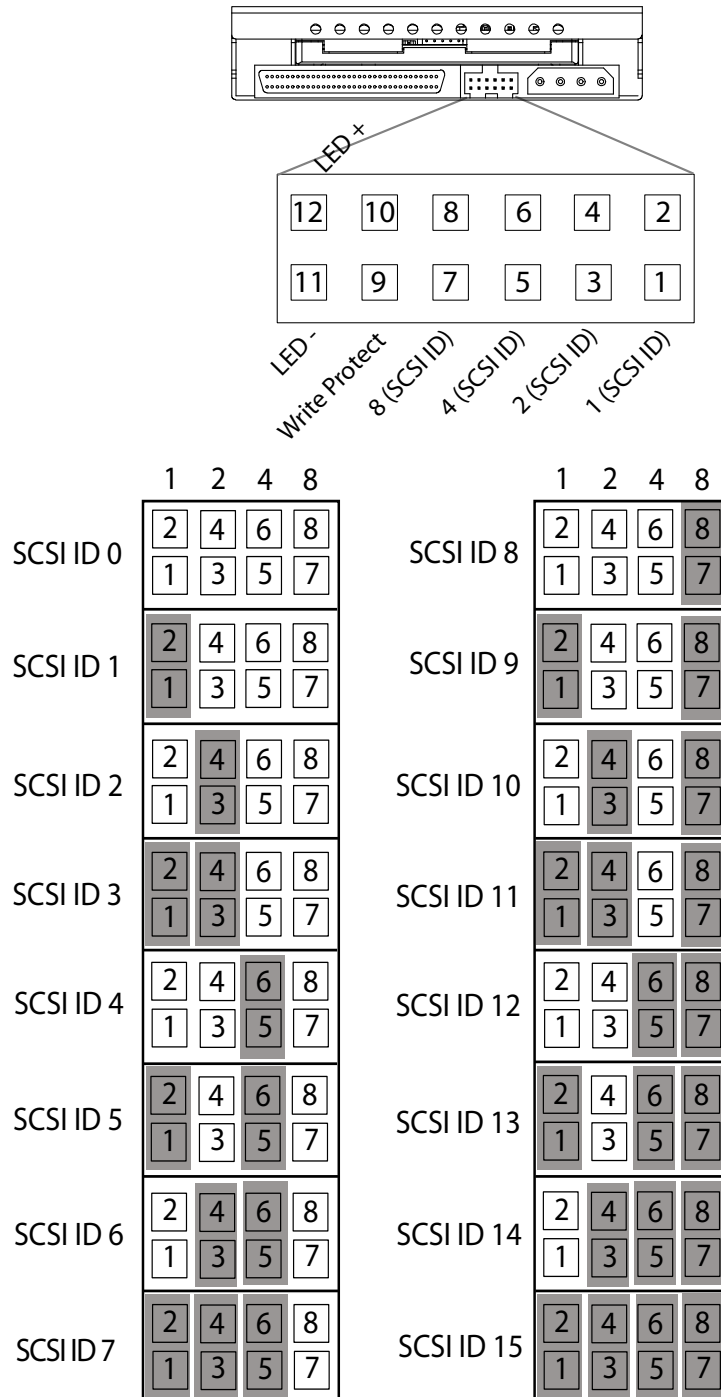 LED +
12 10 8 6 4 2
11 9 7 5 3 1
LED - Write Protect 8 (SCSI ID) 4 (SCSI ID) 2 (SCSI ID) 1 (SCSI ID)
1 2 4 8
SCSI ID 0
2 4 6 8
1 3 5 7
SCSI ID 1
2 4 6 8
1 3 5 7
SCSI ID 2
2 4 6 8
1 3 5 7
SCSI ID 3
2 4 6 8
1 3 5 7
SCSI ID 4
2 4 6 8
1 3 5 7
SCSI ID 5
2 4 6 8
1 3 5 7
SCSI ID 6
2 4 6 8
1 3 5 7
SCSI ID 7
2 4 6 8
1 3 5 7
1 2 4 8
SCSI ID 8
2 4 6 8
1 3 5 7
SCSI ID 9
2 4 6 8
1 3 5 7
SCSI ID 10
2 4 6 8
1 3 5 7
SCSI ID 11
2 4 6 8
1 3 5 7
SCSI ID 12
2 4 6 8
1 3 5 7
SCSI ID 13
2 4 6 8
1 3 5 7
SCSI ID 14
2 4 6 8
1 3 5 7
SCSI ID 15
2 4 6 8
1 3 5 7